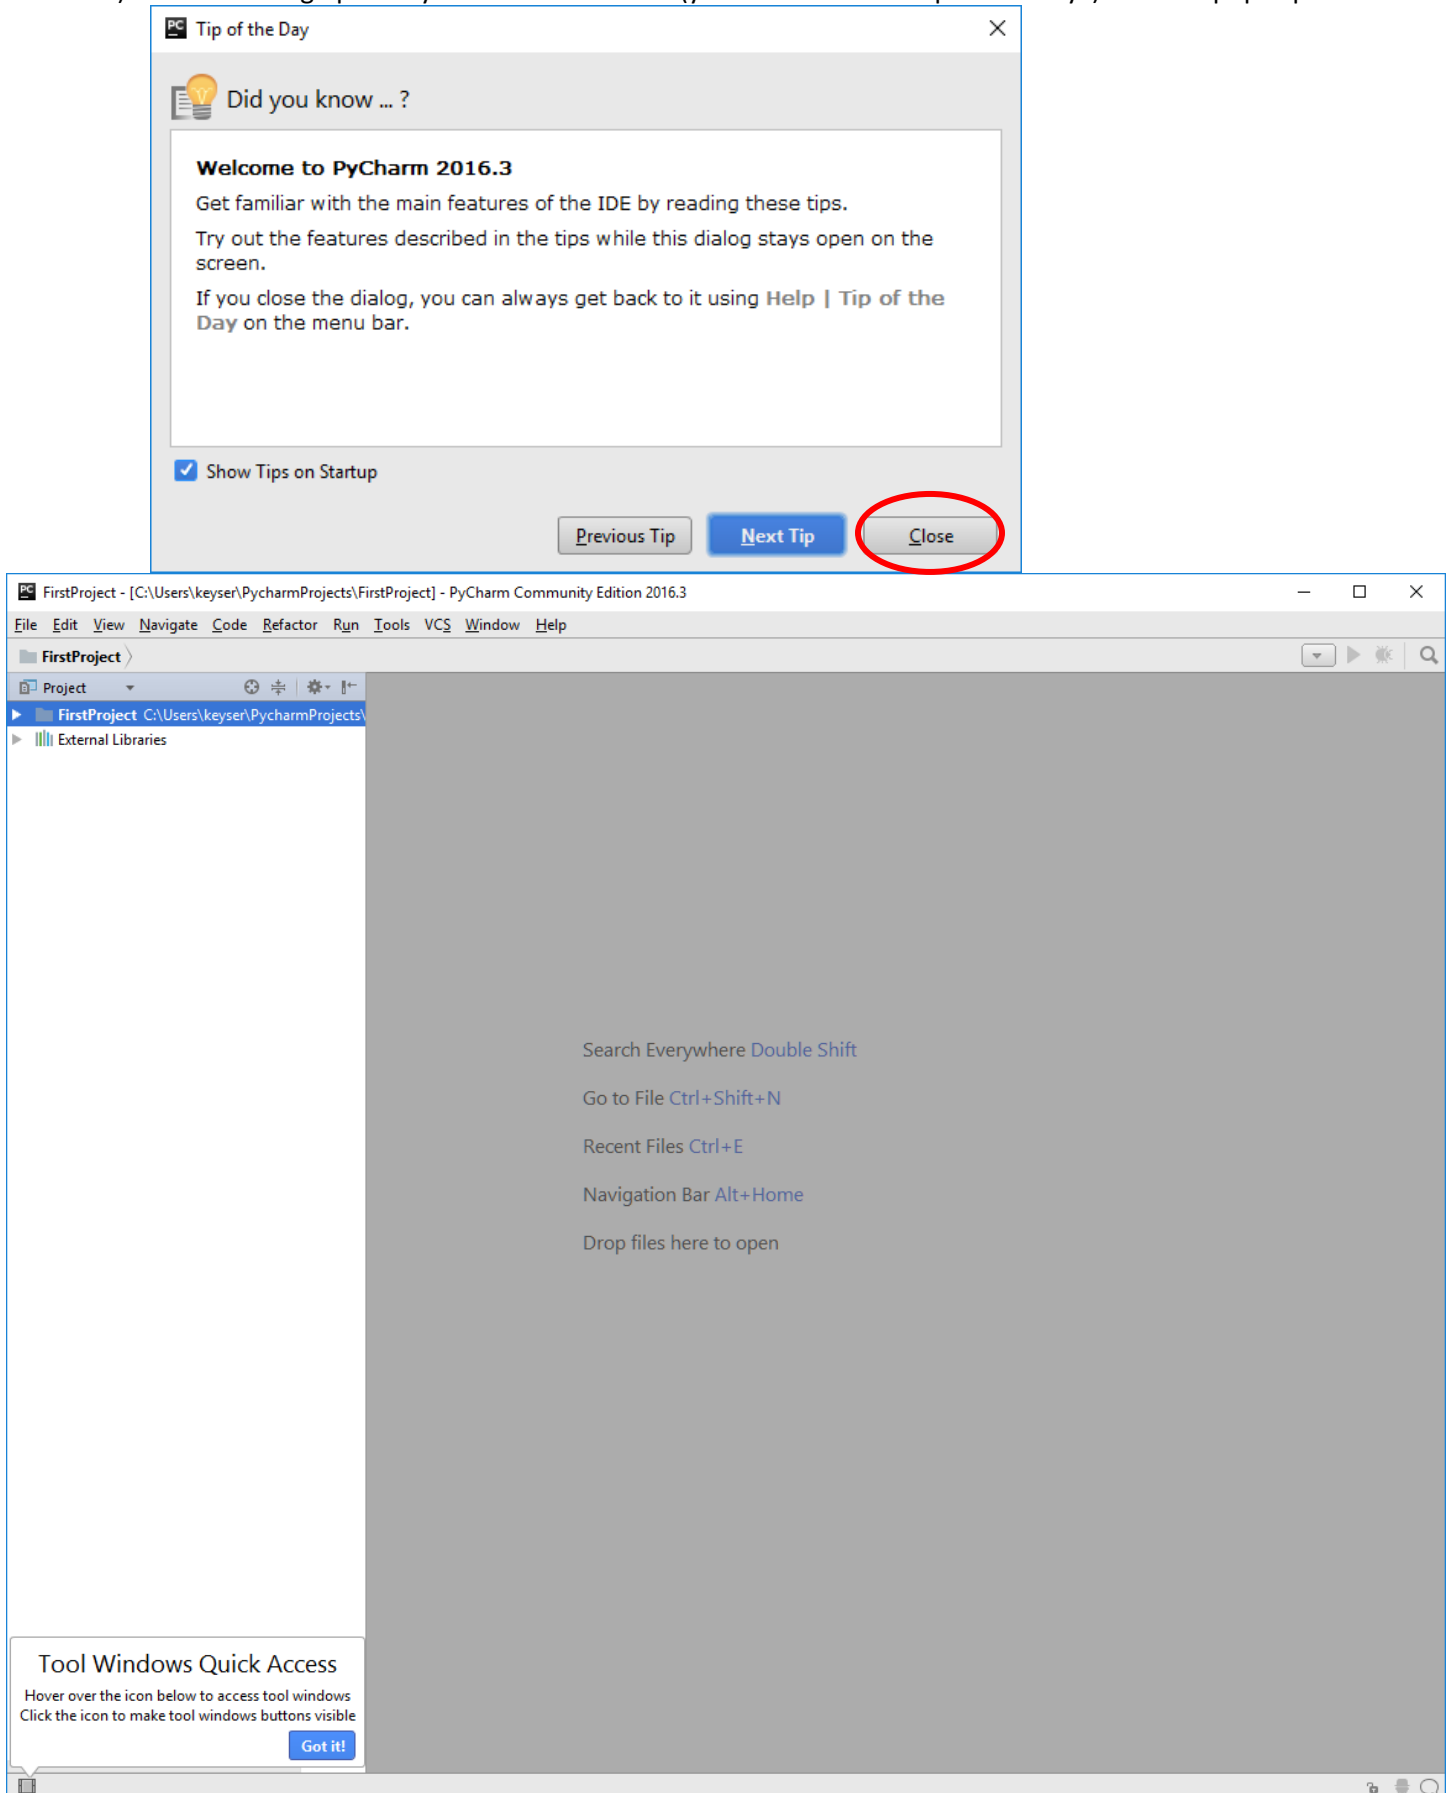 Tip of the Day
Did you know ... ?
Welcome to PyCharm 2016.3
Get familiar with the main features of the IDE by reading these tips.
Try out the features described in the tips while this dialog stays open on the
screen.
If you close the dialog, you can always get back to it using Help | Tip of the
Day on the menu bar.
Show Tips on Startup
Previous Tip Next Tip Close
FirstProject - [C:\Users\keyser\PycharmProjects\FirstProject] - PyCharm Community Edition 2016.3
File Edit View Navigate Code Refactor Run Tools VCS Window Help
FirstProject
Project
FirstProject C:\Users\keyser\PycharmProjects\
External Libraries
Search Everywhere Double Shift
Go to File Ctrl+Shift+N
Recent Files Ctrl+E
Navigation Bar Alt+Home
Drop files here to open
Tool Windows Quick Access
Hover over the icon below to access tool windows
Click the icon to make tool windows buttons visible
Got it!